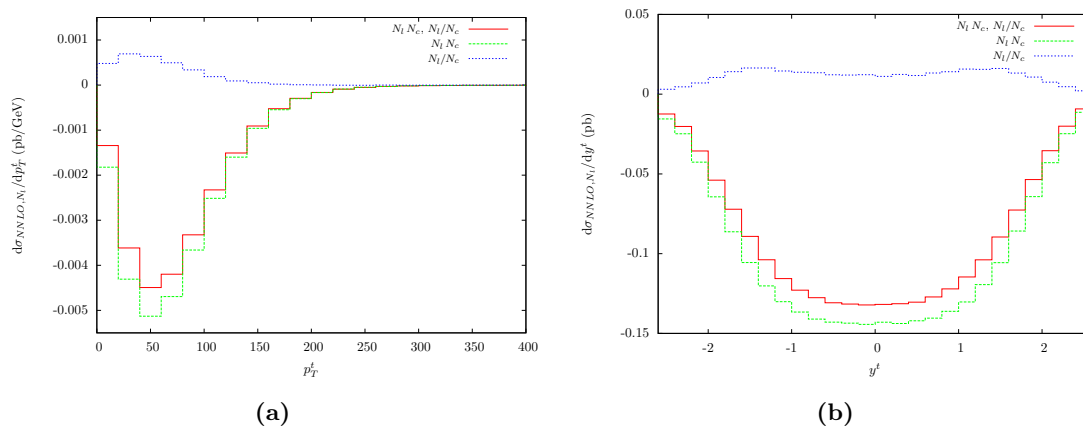 0.001
0
-0.001
-0.002
-0.003
-0.004
-0.005
0 50 100 150 200 250 300 350 400
dσ_{NNLO,N_l}/dp_T^t (pb/GeV)
p_T^t
N_l N_c, N_l/N_c
N_l N_c
N_l/N_c
(a)
0.05
0
-0.05
-0.1
-0.15
-2 -1 0 1 2
dσ_{NNLO,N_l}/dy^t (pb)
y^t
N_l N_c, N_l/N_c
N_l N_c
N_l/N_c
(b)